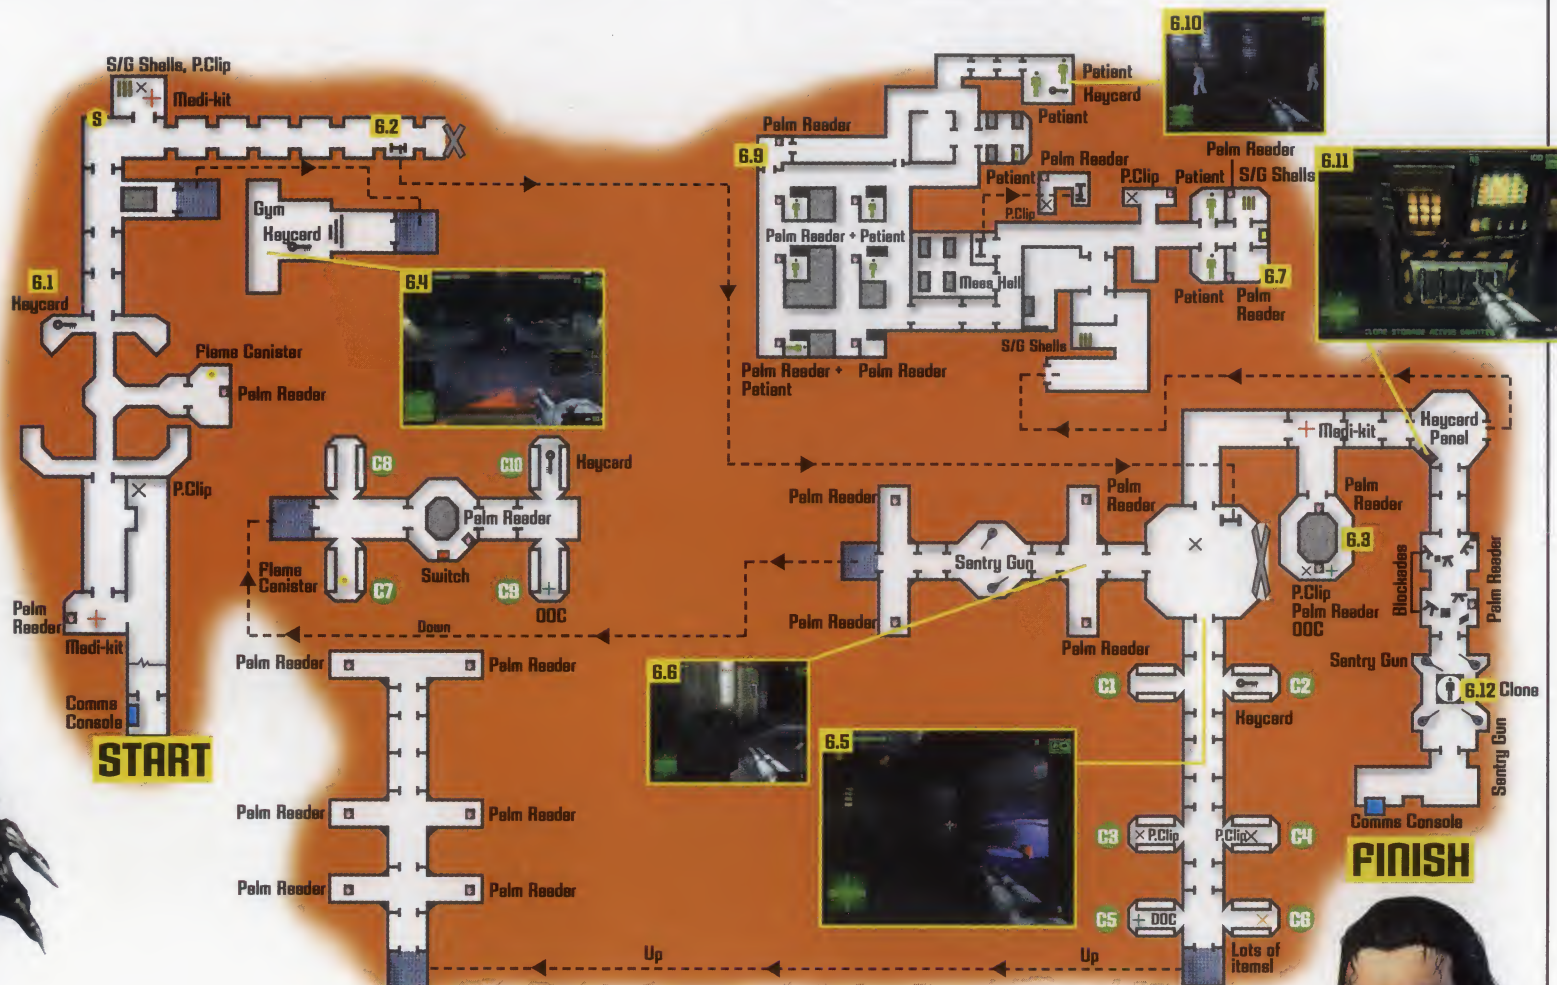 S/G Shells, P.Clip
Medi-kit
S
6.2
6.1
Keycard
Gym
Keycard
6.4
Flame Canister
Palm Reader
P.Clip
Palm
Reader
Medi-kit
Comms
Console
START
C8
C10
Keycard
Palm Reader
Switch
Flame
Canister
C7
C9
DOC
Down
Palm Reader
Palm Reader
Palm Reader
Palm Reader
Palm Reader
Palm Reader
Up
Up
6.10
Patient
Keycard
Patient
Palm Reader
6.9
Palm Reader
Patient
P.Clip
P.Clip
Palm Reader
Patient
S/G Shells
Palm Reader + Patient
Mess Hall
6.7
Patient
Palm
Reader
S/G Shells
Palm Reader +
Patient
Palm Reader
6.11
CLONE STORAGE ACCESS GRANTED
Keycard
Panel
Medi-kit
Palm
Reader
6.3
P.Clip
Palm Reader
DOC
Palm Reader
Palm
Reader
Sentry Gun
Palm Reader
Palm Reader
6.6
6.5
C1
C2
Keycard
C3
P.Clip
P.Clip
C4
C5
DOC
C6
Lots of
items!
Blockades
Palm Reader
Sentry Gun
6.12 Clone
Sentry Gun
Comms Console
FINISH